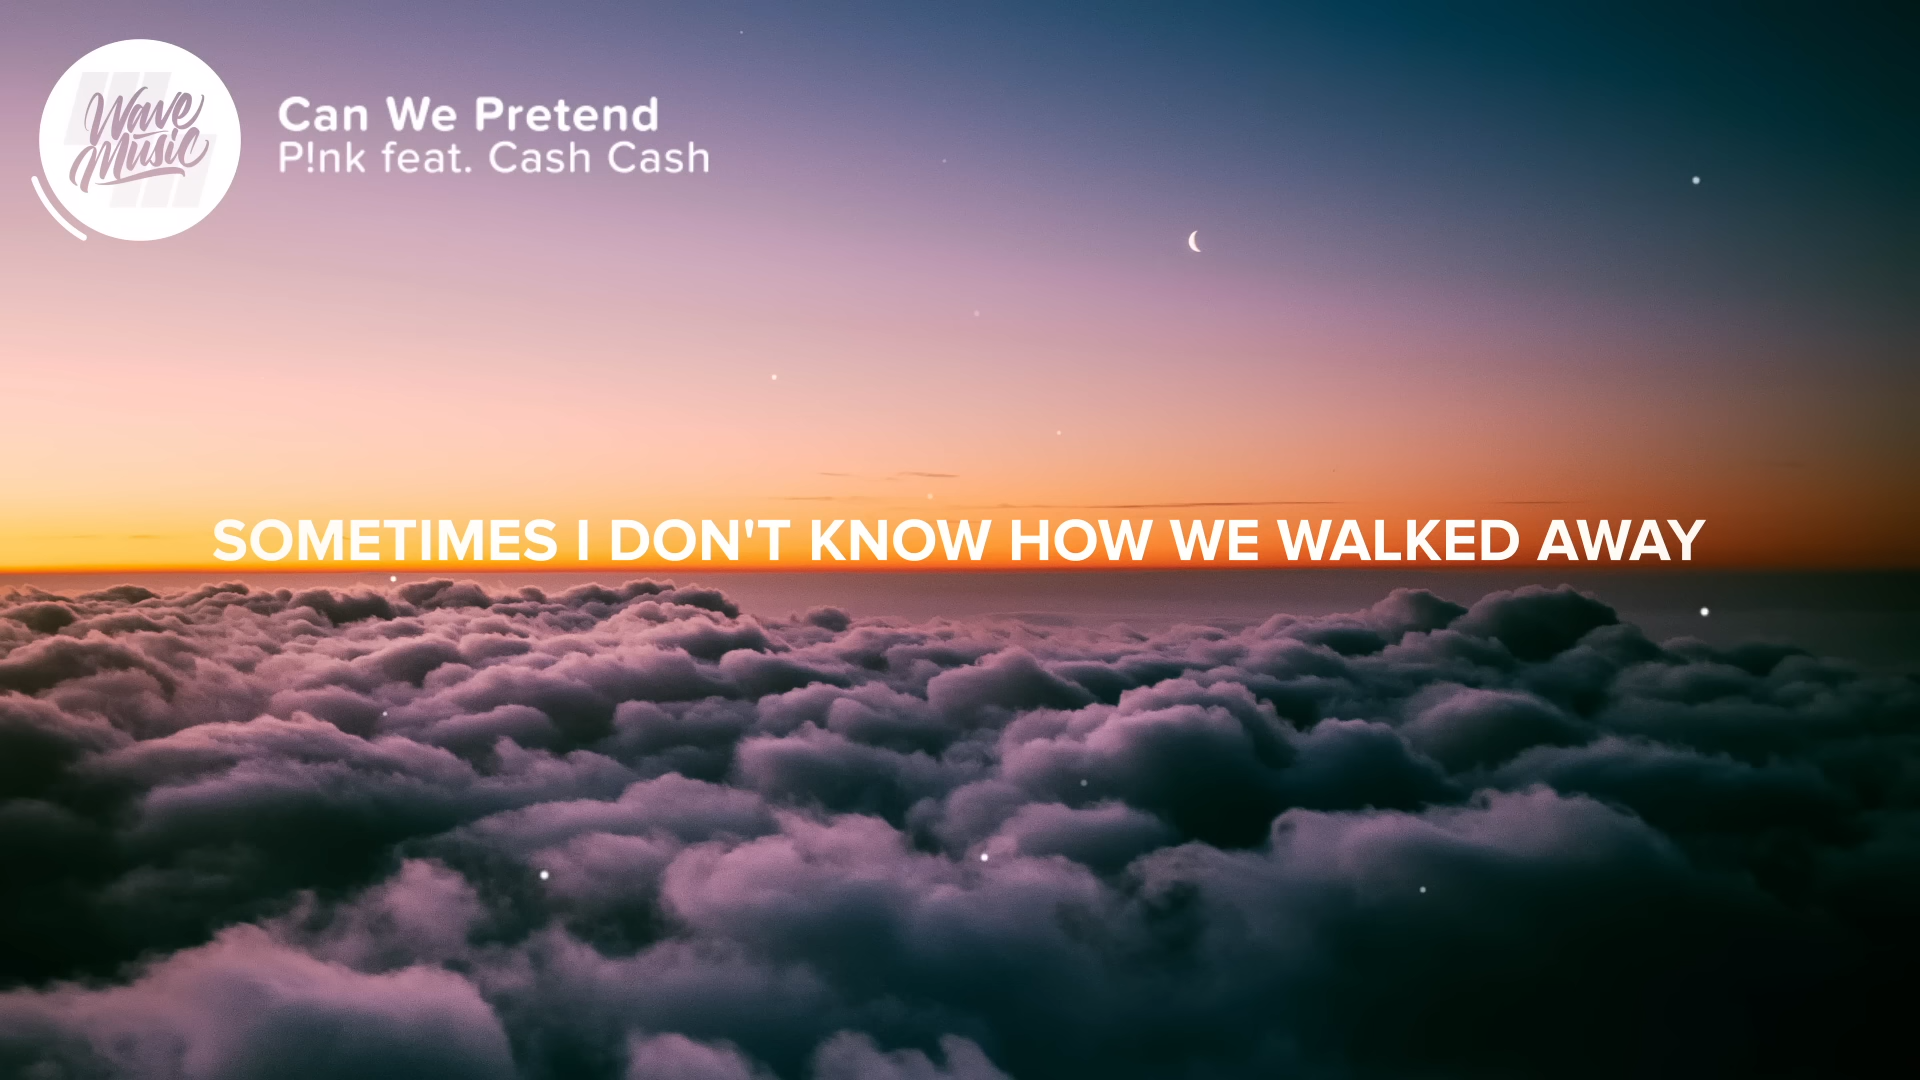 Wave
Music
Can We Pretend
P!nk feat. Cash Cash
SOMETIMES I DON'T KNOW HOW WE WALKED AWAY